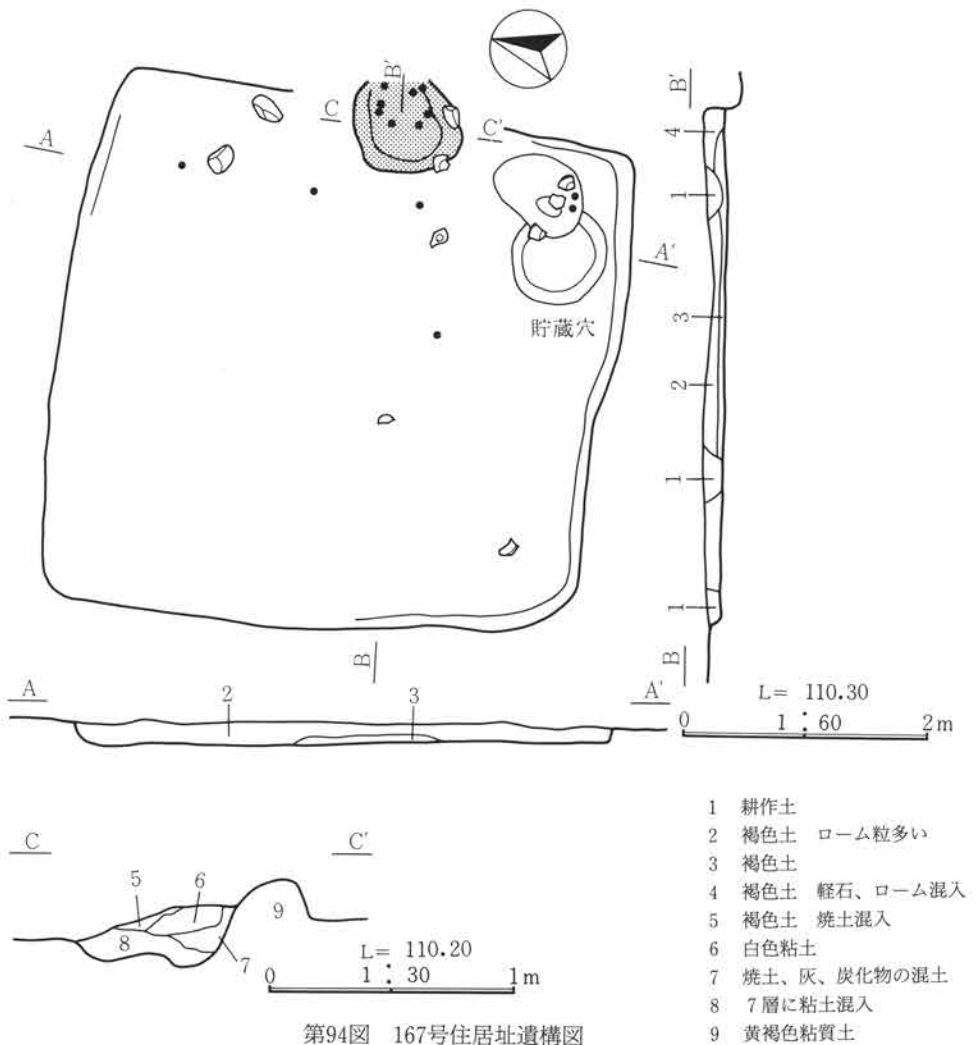 B'
C
C'
A
A'
貯蔵穴
B
B'
4
1
3
2
1
1
B
A
2
3
A'
L= 110.30
0 1 : 60 2m
C
C'
5
6
9
8
7
L= 110.20
0 1 : 30 1m
1 耕作土
2 褐色土 ローム粒多い
3 褐色土
4 褐色土 軽石、ローム混入
5 褐色土 焼土混入
6 白色粘土
7 焼土、灰、炭化物の混土
8 7層に粘土混入
9 黄褐色粘質土
第94図 167号住居址遺構図